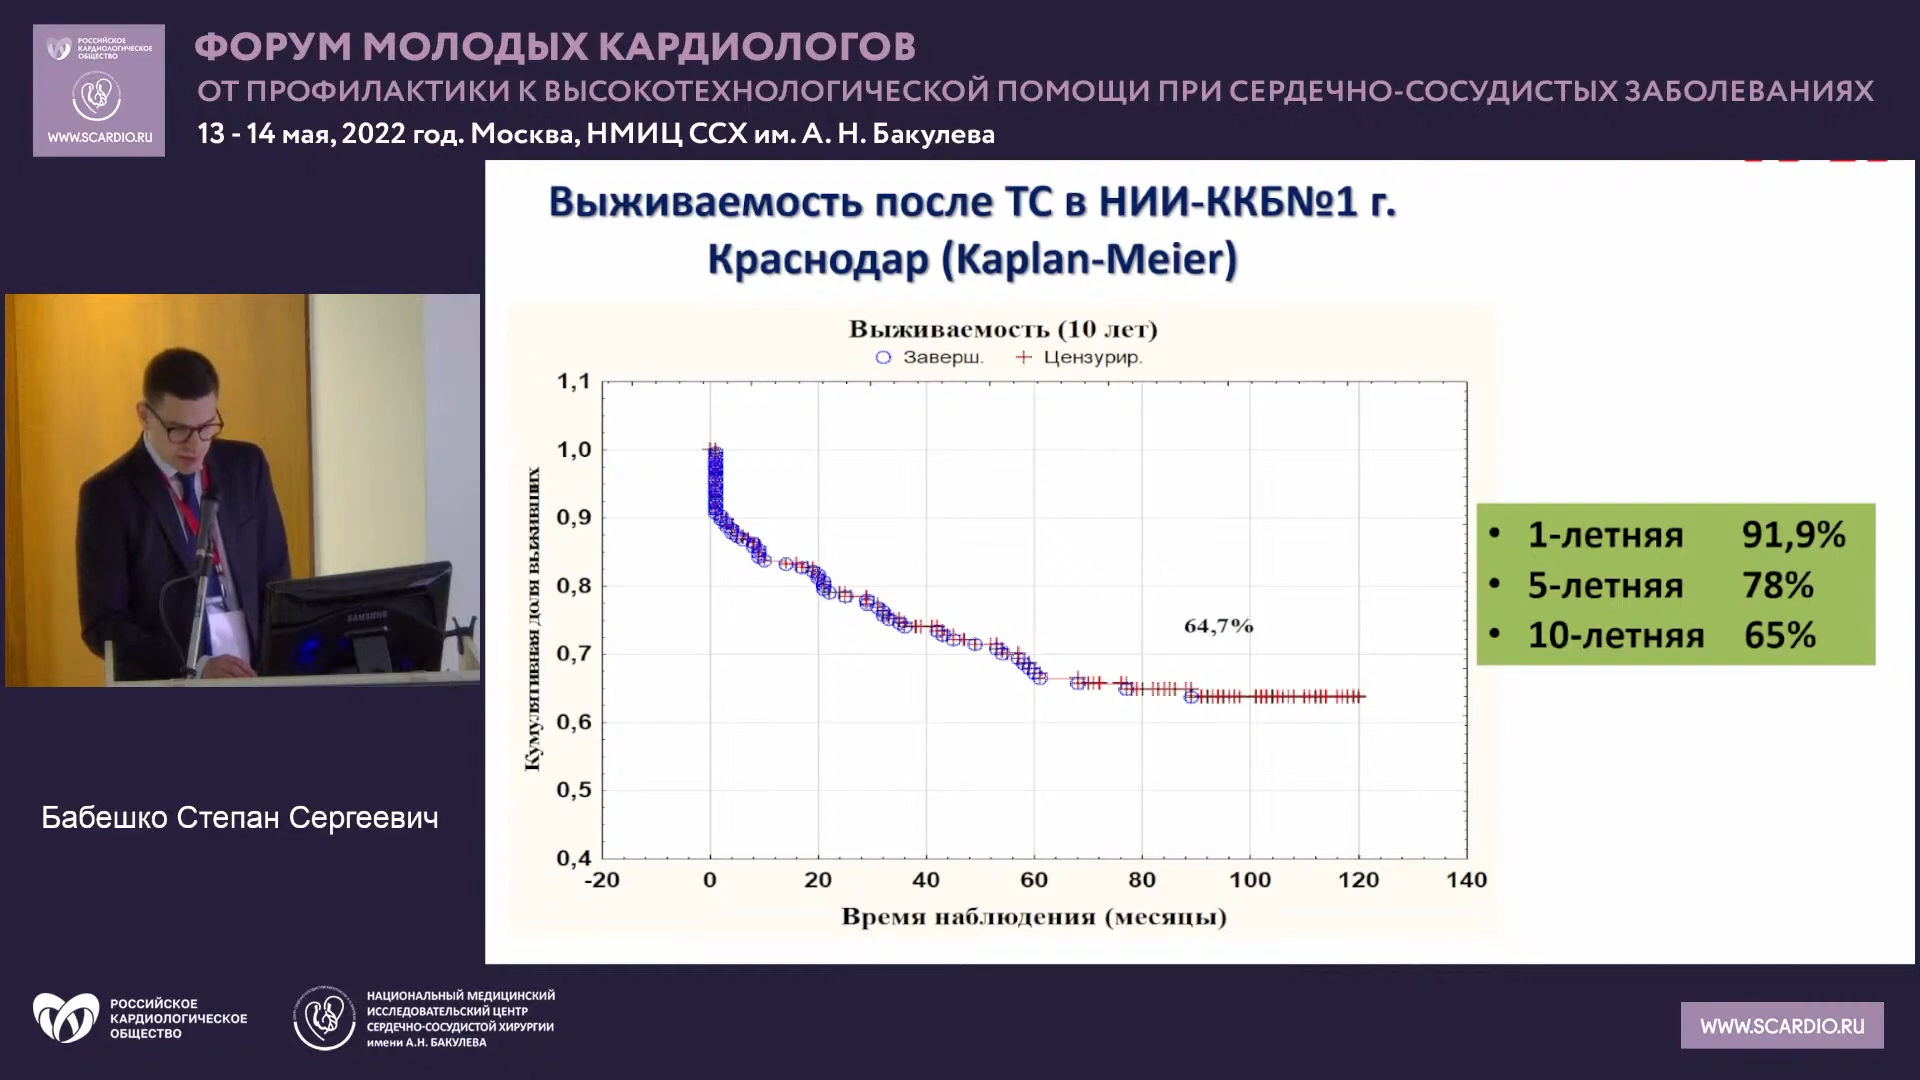 РОССИЙСКОЕ
КАРДИОЛОГИЧЕСКОЕ
ОБЩЕСТВО
WWW.SCARDIO.RU
ФОРУМ МОЛОДЫХ КАРДИОЛОГОВ
ОТ ПРОФИЛАКТИКИ К ВЫСОКОТЕХНОЛОГИЧЕСКОЙ ПОМОЩИ ПРИ СЕРДЕЧНО-СОСУДИСТЫХ ЗАБОЛЕВАНИЯХ
13 - 14 мая, 2022 год. Москва, НМИЦ ССХ им. А. Н. Бакулева
Выживаемость после ТС в НИИ-ККБ№1 г.
Краснодар (Kaplan-Meier)
Выживаемость (10 лет)
Заверш. Цензурир.
Кумулятивная доля выживших
1,1
1,0
0,9
0,8
0,7
0,6
0,5
0,4
64,7%
-20 0 20 40 60 80 100 120 140
Время наблюдения (месяцы)
• 1-летняя 91,9%
• 5-летняя 78%
• 10-летняя 65%
SAMSUNG
Бабешко Степан Сергеевич
РОССИЙСКОЕ
КАРДИОЛОГИЧЕСКОЕ
ОБЩЕСТВО
НАЦИОНАЛЬНЫЙ МЕДИЦИНСКИЙ
ИССЛЕДОВАТЕЛЬСКИЙ ЦЕНТР
СЕРДЕЧНО-СОСУДИСТОЙ ХИРУРГИИ
имени А.Н. БАКУЛЕВА
WWW.SCARDIO.RU